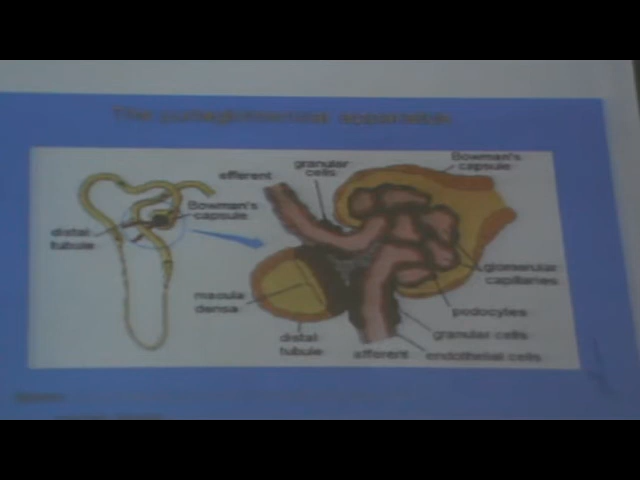 The juxtaglomerular apparatus
efferent
granular
cells
Bowman's
capsule
Bowman's
capsule
distal
tubule
glomerular
capillaries
macula
densa
podocytes
granular cells
distal
tubule
afferent
endothelial cells